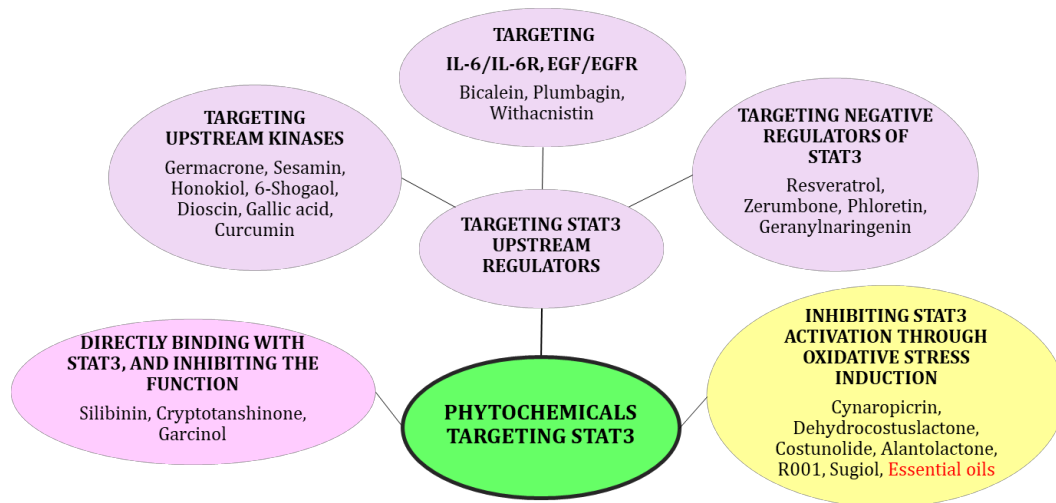 TARGETING
IL-6/IL-6R, EGF/EGFR
Bicalein, Plumbagin,
Withacnistin
TARGETING
UPSTREAM KINASES
Germacrone, Sesamin,
Honokiol, 6-Shogaol,
Dioscin, Gallic acid,
Curcumin
TARGETING NEGATIVE
REGULATORS OF
STAT3
Resveratrol,
Zerumbone, Phloretin,
Geranylnaringenin
TARGETING STAT3
UPSTREAM
REGULATORS
DIRECTLY BINDING WITH
STAT3, AND INHIBITING THE
FUNCTION
Silibinin, Cryptotanshinone,
Garcinol
PHYTOCHEMICALS
TARGETING STAT3
INHIBITING STAT3
ACTIVATION THROUGH
OXIDATIVE STRESS
INDUCTION
Cynaropicrin,
Dehydrocostuslactone,
Costunolide, Alantolactone,
R001, Sugiol, Essential oils